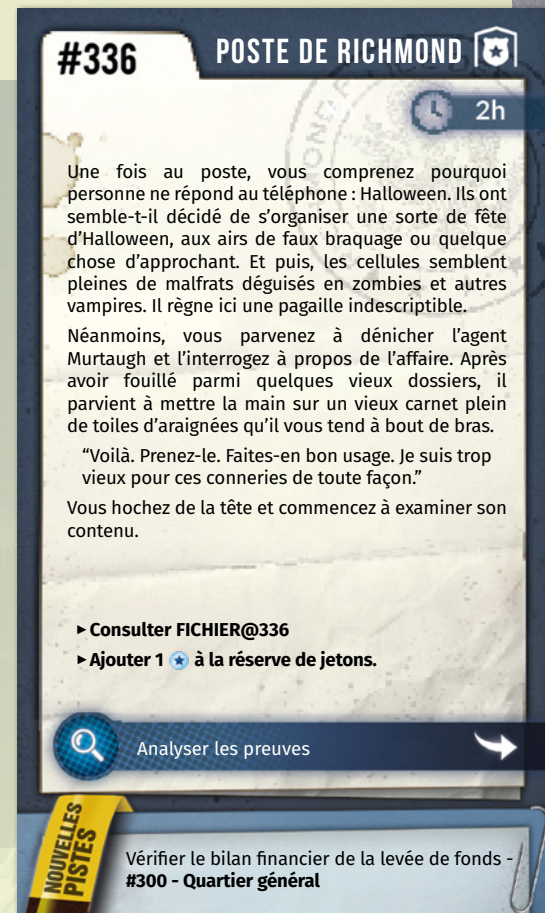 #336
POSTE DE RICHMOND
2h
Une fois au poste, vous comprenez pourquoi
personne ne répond au téléphone : Halloween. Ils ont
semble-t-il décidé de s’organiser une sorte de fête
d’Halloween, aux airs de faux braquage ou quelque
chose d’approchant. Et puis, les cellules semblent
pleines de malfrats déguisés en zombies et autres
vampires. Il règne ici une pagaille indescriptible.
Néanmoins, vous parvenez à dénicher l’agent
Murtaugh et l’interrogez à propos de l’affaire. Après
avoir fouillé parmi quelques vieux dossiers, il
parvient à mettre la main sur un vieux carnet plein
de toiles d’araignées qu’il vous tend à bout de bras.
“Voilà. Prenez-le. Faites-en bon usage. Je suis trop
vieux pour ces conneries de toute façon.”
Vous hochez de la tête et commencez à examiner son
contenu.
► Consulter FICHIER@336
► Ajouter 1 à la réserve de jetons.
Analyser les preuves
NOUVELLES
PISTES
Vérifier le bilan financier de la levée de fonds -
#300 - Quartier général